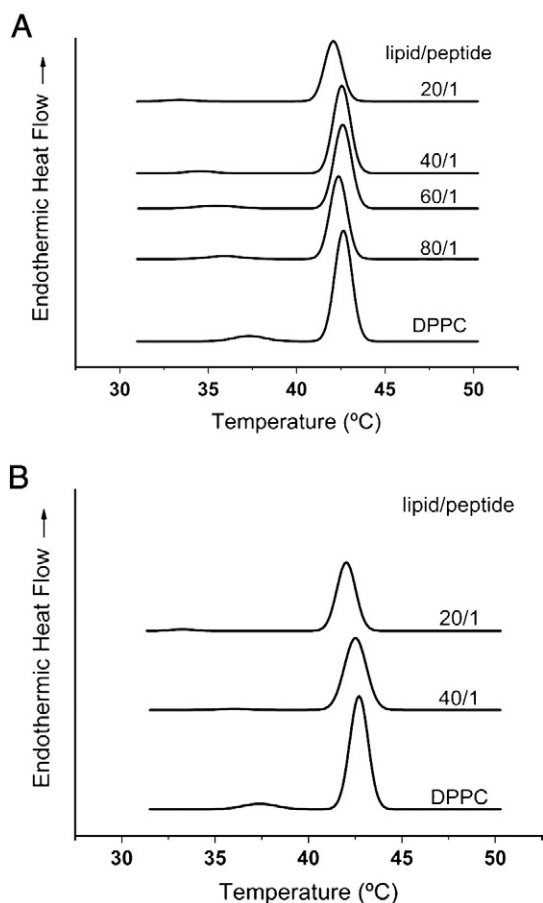 A
lipid/peptide
20/1
40/1
60/1
80/1
DPPC
Endothermic Heat Flow →
30 35 40 45 50
Temperature (ºC)
B
lipid/peptide
20/1
40/1
DPPC
Endothermic Heat Flow →
30 35 40 45 50
Temperature (ºC)